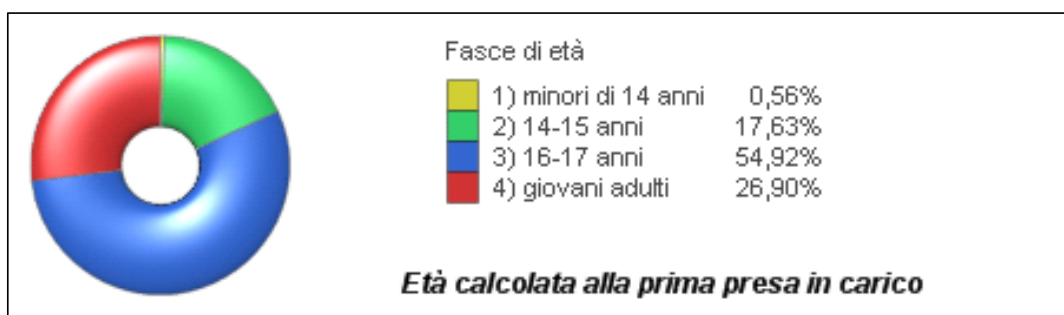 Fasce di età
1) minori di 14 anni 0,56%
2) 14-15 anni 17,63%
3) 16-17 anni 54,92%
4) giovani adulti 26,90%
Età calcolata alla prima presa in carico